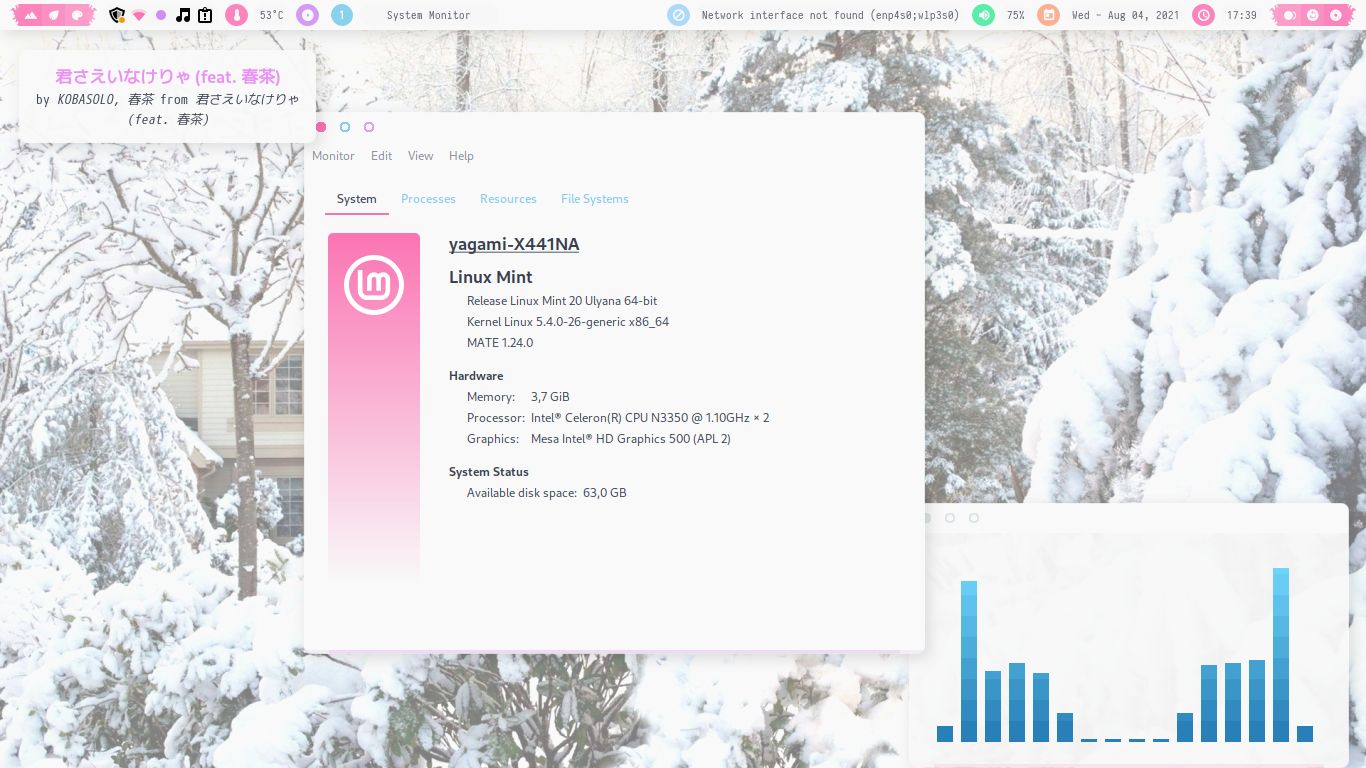 53°C
1
System Monitor
Network interface not found (enp4s0;wlp3s0)
75%
Wed - Aug 04, 2021
17:39
君さえいなけりゃ (feat. 春茶)
by KOBASOLO, 春茶 from 君さえいなけりゃ
(feat. 春茶)
Monitor Edit View Help
System Processes Resources File Systems
yagami-X441NA
Linux Mint
Release Linux Mint 20 Ulyana 64-bit
Kernel Linux 5.4.0-26-generic x86_64
MATE 1.24.0
Hardware
Memory: 3,7 GiB
Processor: Intel® Celeron(R) CPU N3350 @ 1.10GHz × 2
Graphics: Mesa Intel® HD Graphics 500 (APL 2)
System Status
Available disk space: 63,0 GB